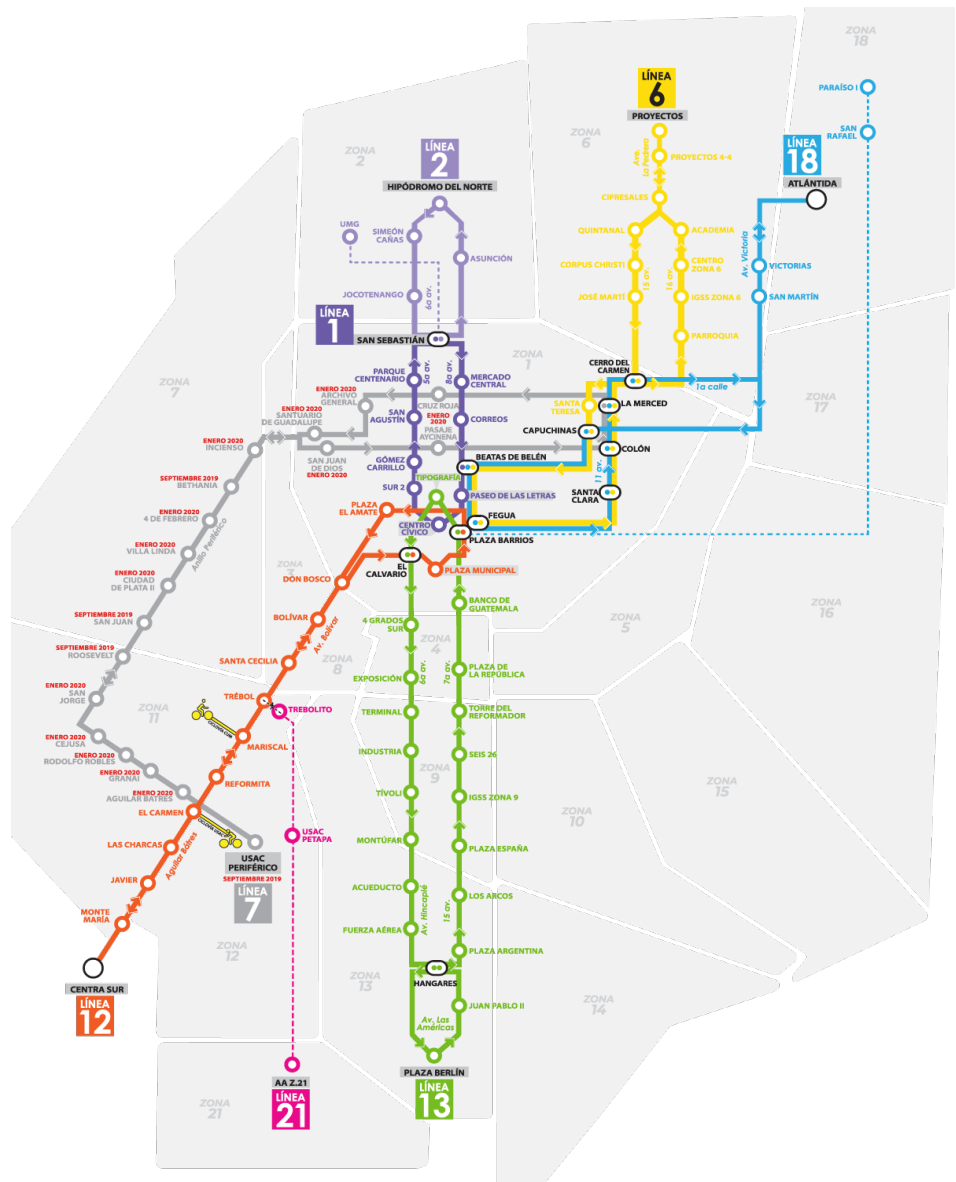 ZONA
18
PARAÍSO I
SAN
RAFAEL
LÍNEA
6
PROYECTOS
LÍNEA
18
ATLÁNTIDA
ZONA
6
Ave.
La Pedrera
PROYECTOS 4-4
CIPRESALES
QUINTANAL
ACADEMIA
CORPUS CHRISTI
15 av.
16 av.
CENTRO
ZONA 6
JOSÉ MARTÍ
IGSS ZONA 6
PARROQUIA
Av. Victoria
VICTORIAS
SAN MARTÍN
ZONA
2
LÍNEA
2
HIPÓDROMO DEL NORTE
UMG
SIMEÓN
CAÑAS
ASUNCIÓN
JOCOTENANGO
6a av.
LÍNEA
1
SAN SEBASTIÁN
ZONA
1
5a av.
8a av.
PARQUE
CENTENARIO
MERCADO
CENTRAL
CERRO DEL
CARMEN
1a calle
ZONA
7
ENERO 2020
ARCHIVO
GENERAL
CRUZ ROJA
ENERO 2020
SANTUARIO
DE GUADALUPE
SAN
AGUSTÍN
ENERO
2020
CORREOS
PASAJE
AYCINENA
SANTA
TERESA
LA MERCED
CAPUCHINAS
ZONA
17
ENERO 2020
INCIENSO
SAN JUAN
DE DIOS
ENERO 2020
GÓMEZ
CARRILLO
BEATAS DE BELÉN
COLÓN
11 av.
TIPOGRAFÍA
SEPTIEMBRE 2019
BETHANIA
SUR 2
PASEO DE LAS LETRAS
SANTA
CLARA
ENERO 2020
4 DE FEBRERO
PLAZA
EL AMATE
CENTRO
CÍVICO
FEGUA
PLAZA BARRIOS
Anillo Periférico
ENERO 2020
VILLA LINDA
ENERO 2020
CIUDAD
DE PLATA II
ZONA
3
DON BOSCO
EL
CALVARIO
PLAZA MUNICIPAL
SEPTIEMBRE 2019
SAN JUAN
BOLÍVAR
Av. Bolívar
4 GRADOS
SUR
BANCO DE
GUATEMALA
ZONA
5
ZONA
16
SEPTIEMBRE 2019
ROOSEVELT
SANTA CECILIA
ZONA
8
ZONA
4
6a av.
7a av.
EXPOSICIÓN
PLAZA DE
LA REPÚBLICA
ENERO 2020
SAN
JORGE
ZONA
11
TRÉBOL
TREBOLITO
TERMINAL
TORRE DEL
REFORMADOR
ENERO 2020
CEJUSA
MARISCAL
INDUSTRIA
SEIS 26
ENERO 2020
RODOLFO ROBLES
ENERO 2020
GRANAI
REFORMITA
ZONA
9
ZONA
15
ENERO 2020
AGUILAR BATRES
TÍVOLI
IGSS ZONA 9
ZONA
10
EL CARMEN
USAC
PETAPA
MONTÚFAR
PLAZA ESPAÑA
LAS CHARCAS
Aguilar Bátres
USAC
PERIFÉRICO
SEPTIEMBRE 2019
LÍNEA
7
JAVIER
ACUEDUCTO
Av. Hincapié
15 av.
LOS ARCOS
MONTE
MARÍA
FUERZA AÉREA
PLAZA ARGENTINA
ZONA
12
ZONA
13
HANGARES
CENTRA SUR
LÍNEA
12
JUAN PABLO II
ZONA
14
Av. Las
Américas
PLAZA BERLÍN
LÍNEA
13
AA Z.21
LÍNEA
21
ZONA
21